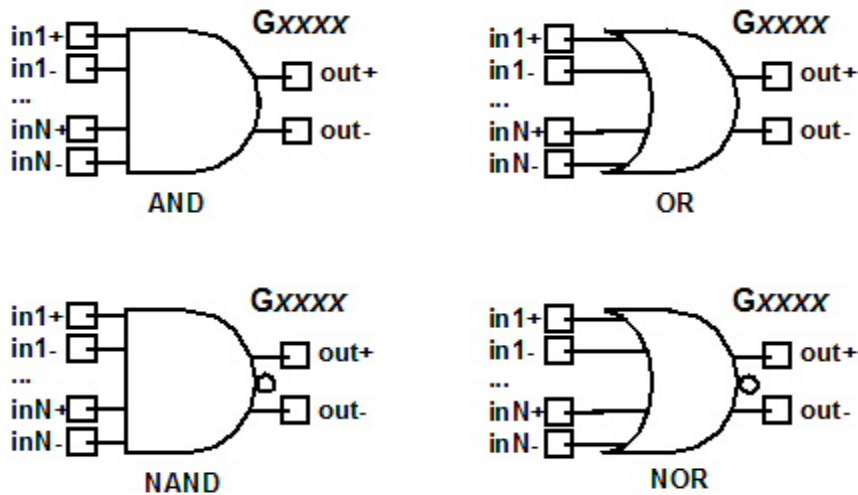 GXXXX
in1+
in1-
out+
...
inN+
out-
inN-
AND
GXXXX
in1+
in1-
out+
...
inN+
out-
inN-
OR
GXXXX
in1+
in1-
out+
...
inN+
out-
inN-
NAND
GXXXX
in1+
in1-
out+
...
inN+
out-
inN-
NOR